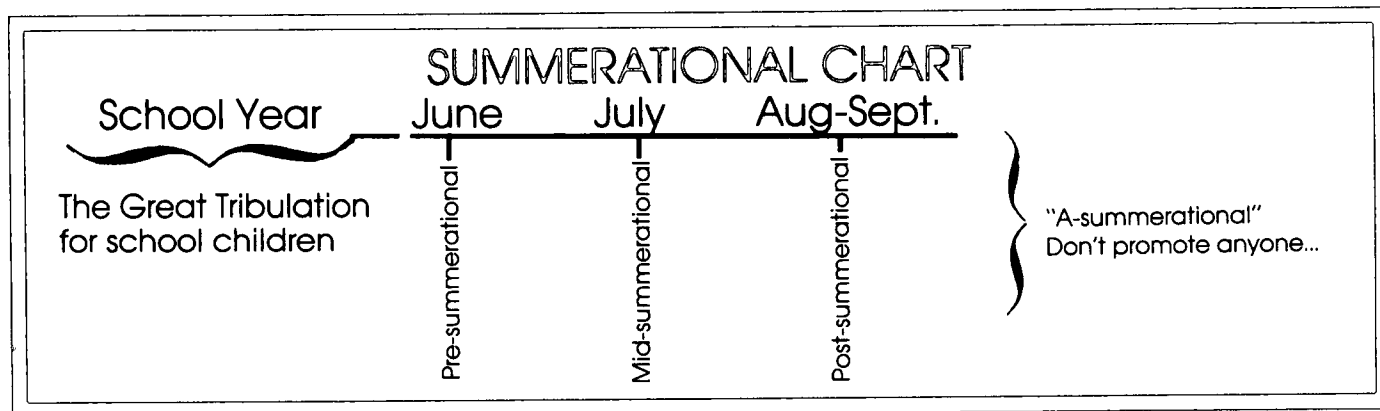 SUMMERATIONAL CHART
School Year
June
July
Aug-Sept.
The Great Tribulation
for school children
Pre-summerational
Mid-summerational
Post-summerational
"A-summerational"
Don't promote anyone...